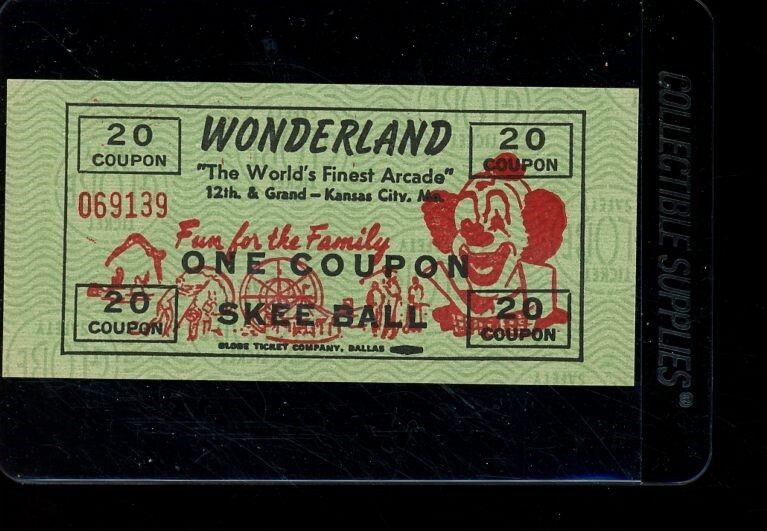 20
COUPON
WONDERLAND
20
COUPON
"The World's Finest Arcade"
12th. & Grand – Kansas City, Mo.
069139
Fun for the Family
ONE COUPON
20
COUPON
SKEE BALL
20
COUPON
GLOBE TICKET COMPANY, DALLAS
COLLECTIBLE SUPPLIES®